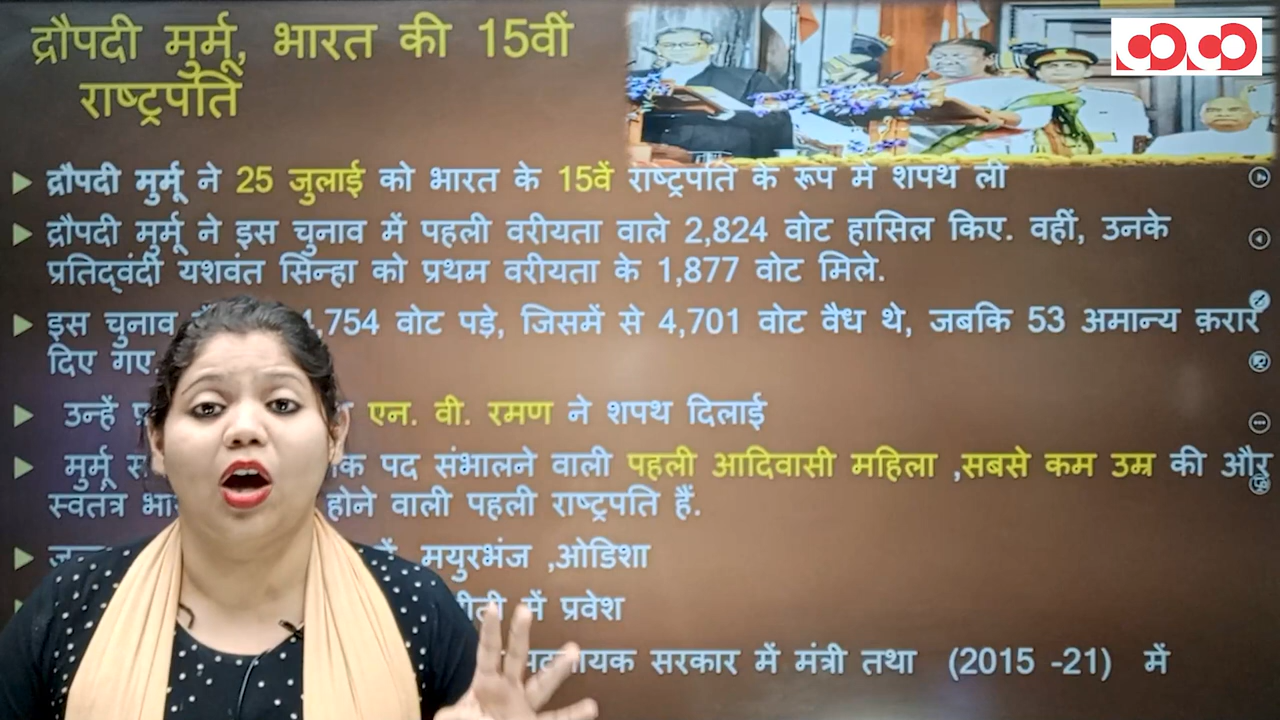 द्रौपदी मुर्मू, भारत की 15वीं
राष्ट्रपति
द्रौपदी मुर्मू ने 25 जुलाई को भारत के 15वें राष्ट्रपति के रूप में शपथ ली
द्रौपदी मुर्मू ने इस चुनाव में पहली वरीयता वाले 2,824 वोट हासिल किए. वहीं, उनके
प्रतिद्वंदी यशवंत सिन्हा को प्रथम वरीयता के 1,877 वोट मिले.
इस चुनाव ,754 वोट पड़े, जिसमें से 4,701 वोट वैध थे, जबकि 53 अमान्य क़रार
दिए गए.
उन्हें एन. वी. रमण ने शपथ दिलाई
मुर्मू पद संभालने वाली पहली आदिवासी महिला ,सबसे कम उम्र की और
स्वतंत्र होने वाली पहली राष्ट्रपति हैं.
मयुरभंज ,ओडिशा
में प्रवेश
सरकार में मंत्री तथा (2015 -21) में